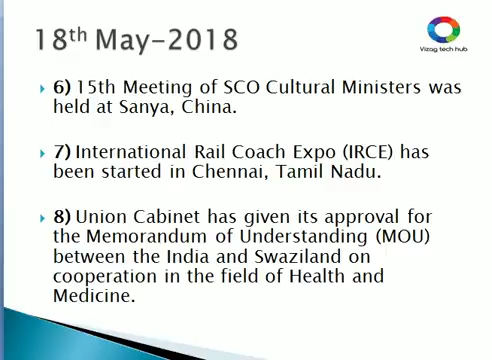 18th May-2018
Vizag tech hub
6) 15th Meeting of SCO Cultural Ministers was
held at Sanya, China.
7) International Rail Coach Expo (IRCE) has
been started in Chennai, Tamil Nadu.
8) Union Cabinet has given its approval for
the Memorandum of Understanding (MOU)
between the India and Swaziland on
cooperation in the field of Health and
Medicine.